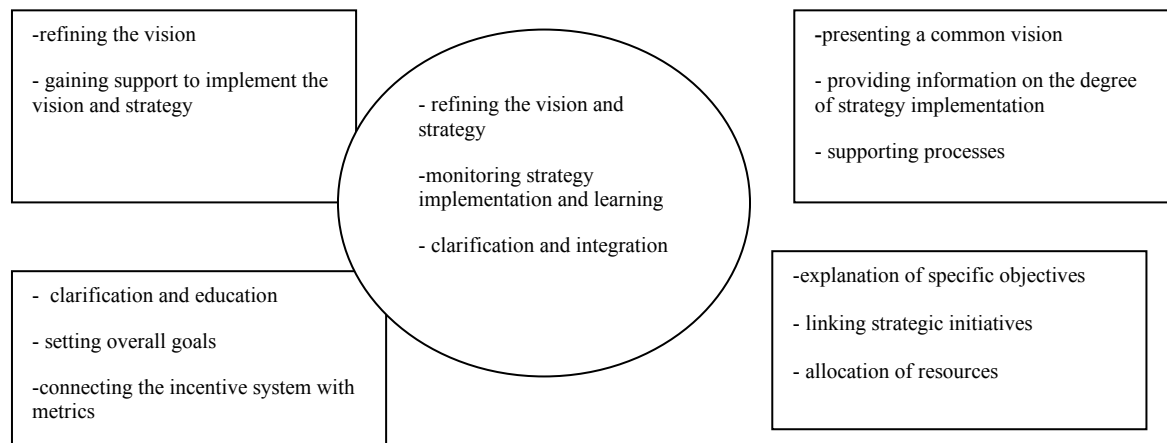 -refining the vision
- gaining support to implement the
vision and strategy
- refining the vision and
strategy
-monitoring strategy
implementation and learning
- clarification and integration
-presenting a common vision
- providing information on the degree
of strategy implementation
- supporting processes
- clarification and education
- setting overall goals
-connecting the incentive system with
metrics
-explanation of specific objectives
- linking strategic initiatives
- allocation of resources